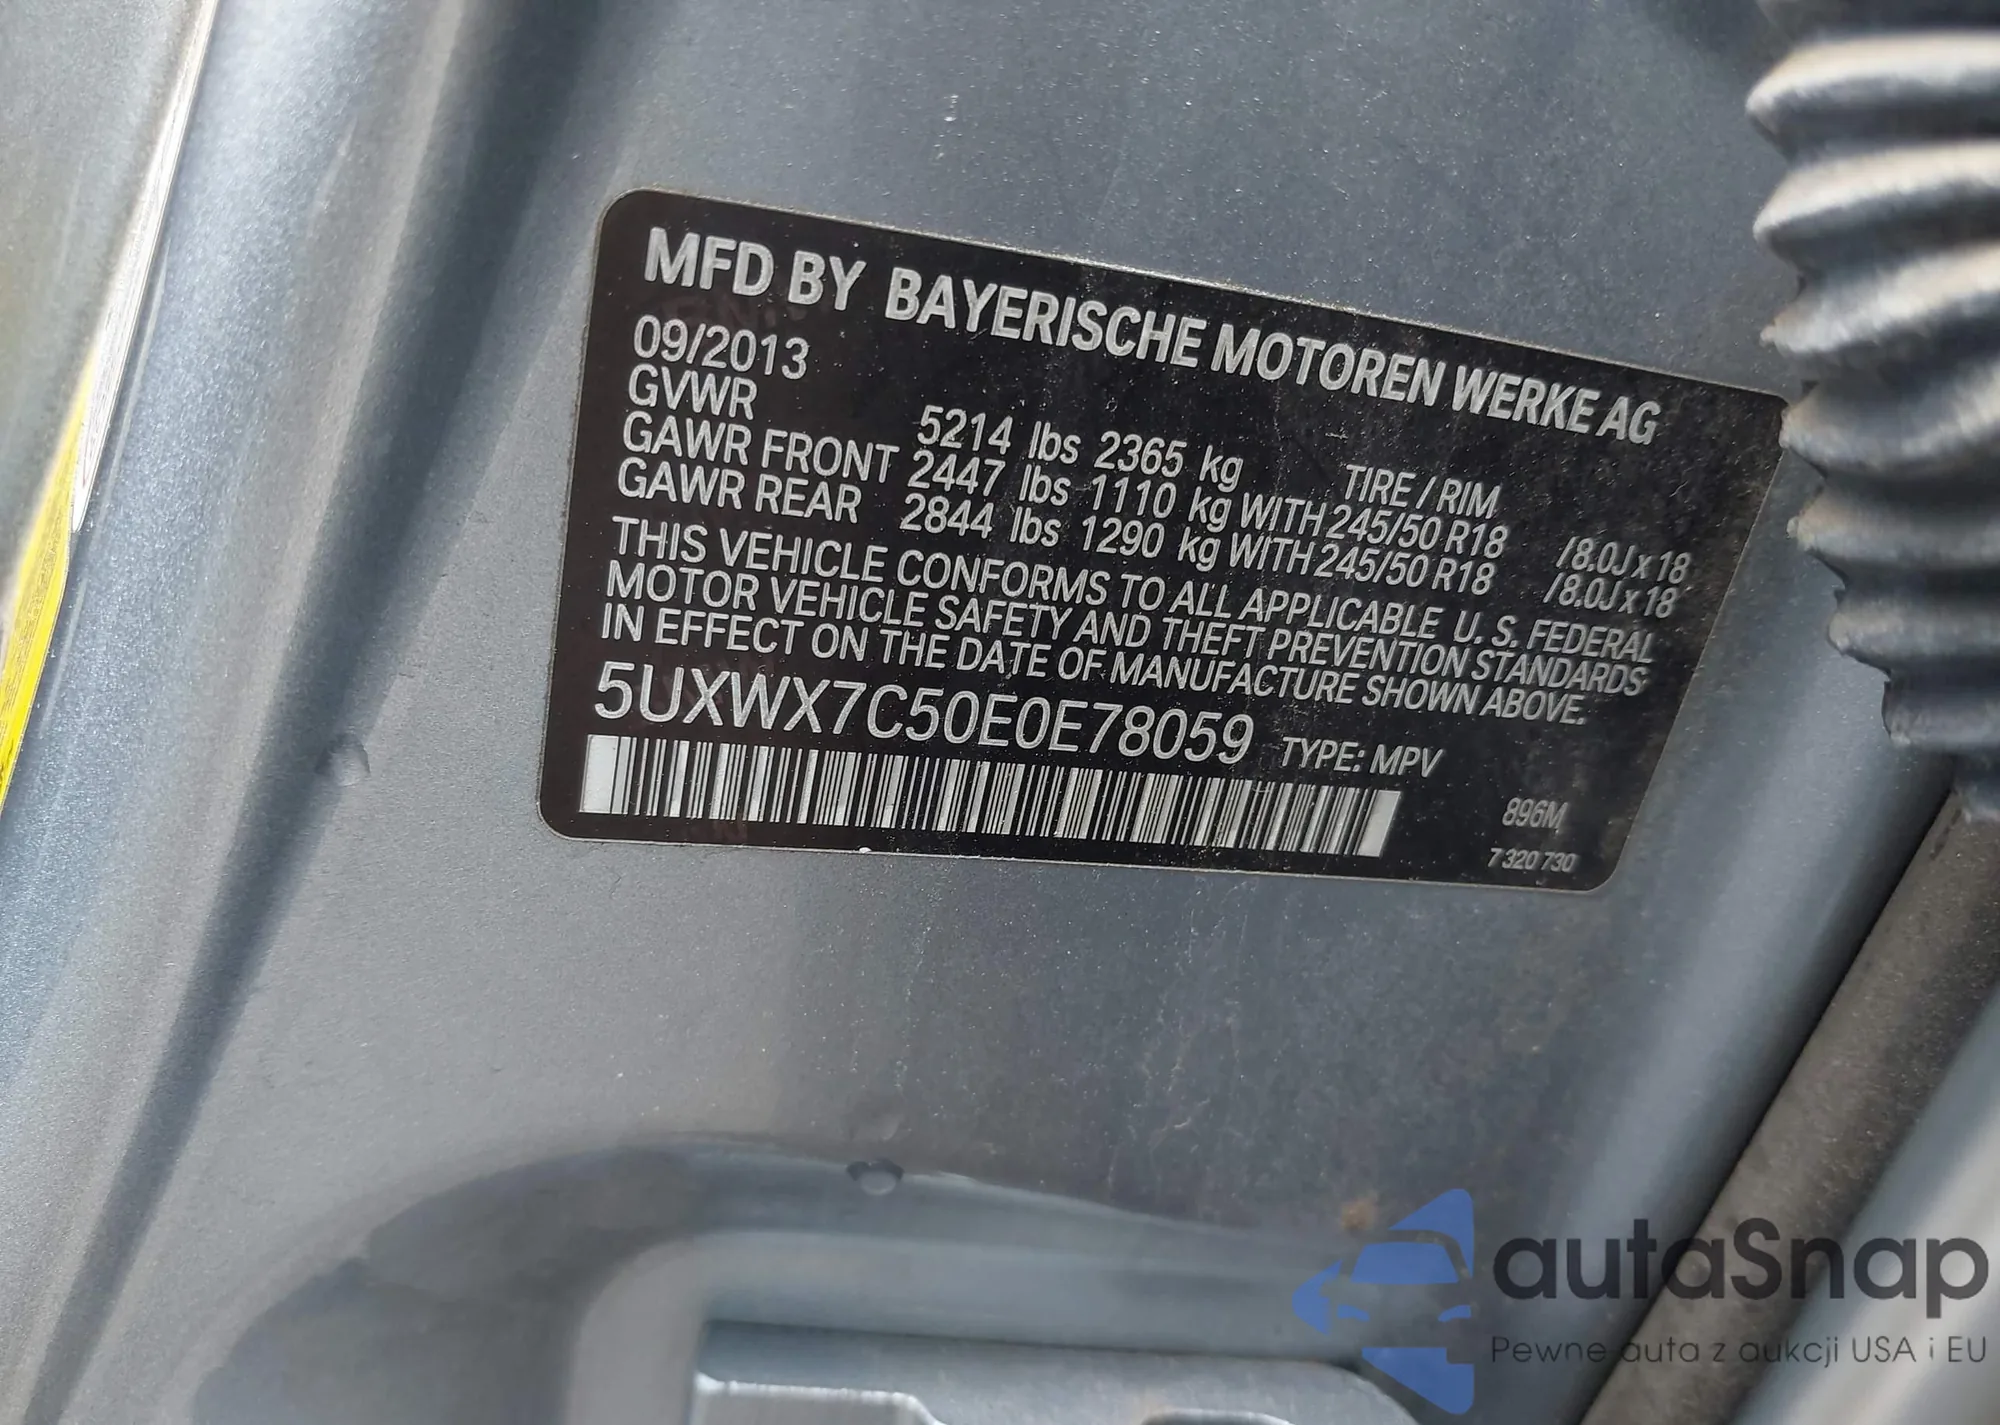 MFD BY BAYERISCHE MOTOREN WERKE AG
09/2013
GVWR 5214 lbs 2365 kg TIRE / RIM
GAWR FRONT 2447 lbs 1110 kg WITH 245/50 R18 /8.0J x 18
GAWR REAR 2844 lbs 1290 kg WITH 245/50 R18 /8.0J x 18
THIS VEHICLE CONFORMS TO ALL APPLICABLE U. S. FEDERAL
MOTOR VEHICLE SAFETY AND THEFT PREVENTION STANDARDS
IN EFFECT ON THE DATE OF MANUFACTURE SHOWN ABOVE.
5UXWX7C50E0E78059 TYPE: MPV
896M
7 320 730
autaSnap
Pewne auta z aukcji USA i EU